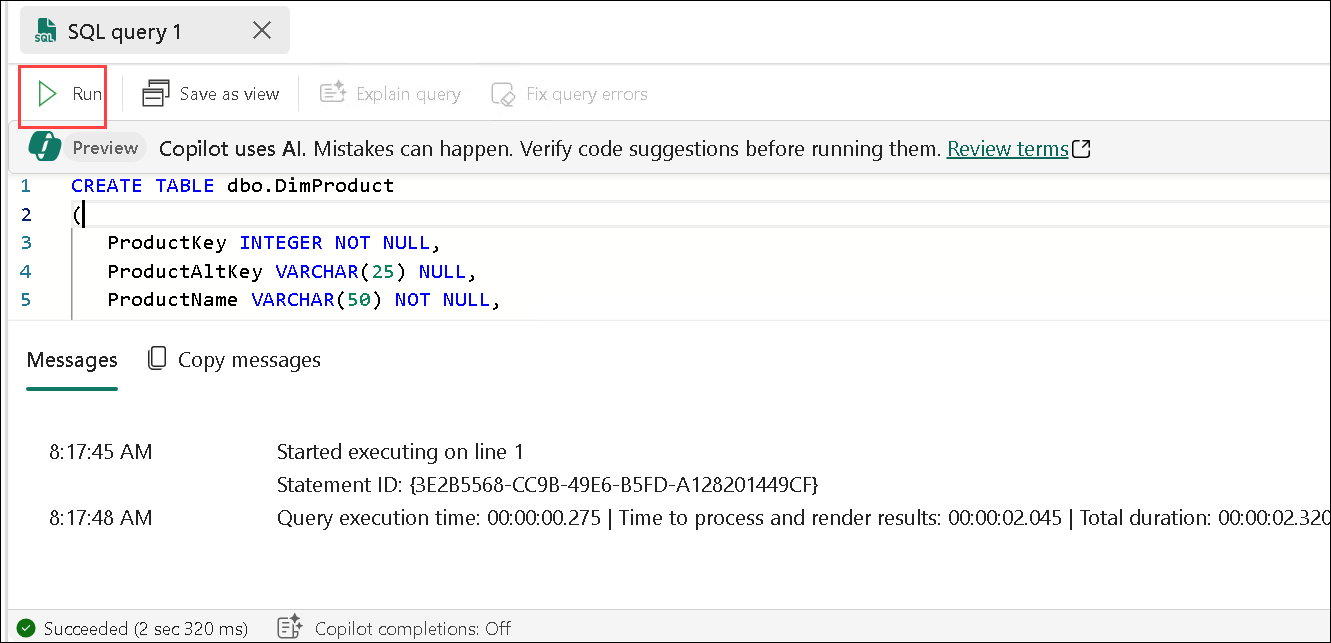 SQL query 1
Run Save as view Explain query Fix query errors
Preview Copilot uses AI. Mistakes can happen. Verify code suggestions before running them. Review terms
1 CREATE TABLE dbo.DimProduct
2 (
3 ProductKey INTEGER NOT NULL,
4 ProductAltKey VARCHAR(25) NULL,
5 ProductName VARCHAR(50) NOT NULL,
Messages Copy messages
8:17:45 AM Started executing on line 1
Statement ID: {3E2B5568-CC9B-49E6-B5FD-A128201449CF}
8:17:48 AM Query execution time: 00:00:00.275 | Time to process and render results: 00:00:02.045 | Total duration: 00:00:02.320
Succeeded (2 sec 320 ms) Copilot completions: Off